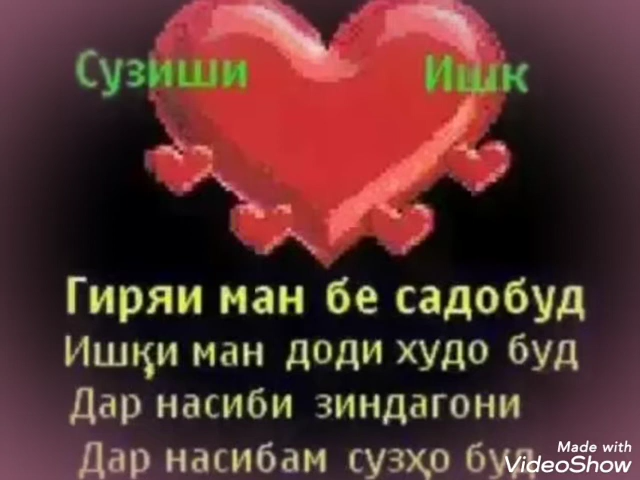 Сузиши Ишк
Гиряи ман бе садобуд
Ишқи ман доди худо буд
Дар насиби зиндагони
Дар насибам сузҳо буд
Made with
VideoShow